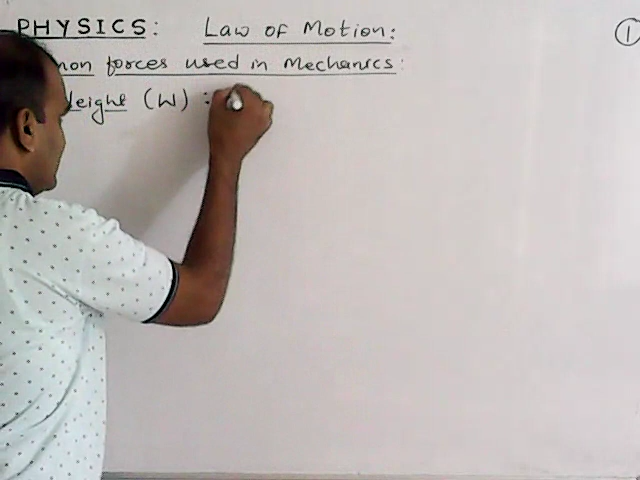 PHYSICS: Law of Motion: 1
forces used in Mechanics:
(W) :